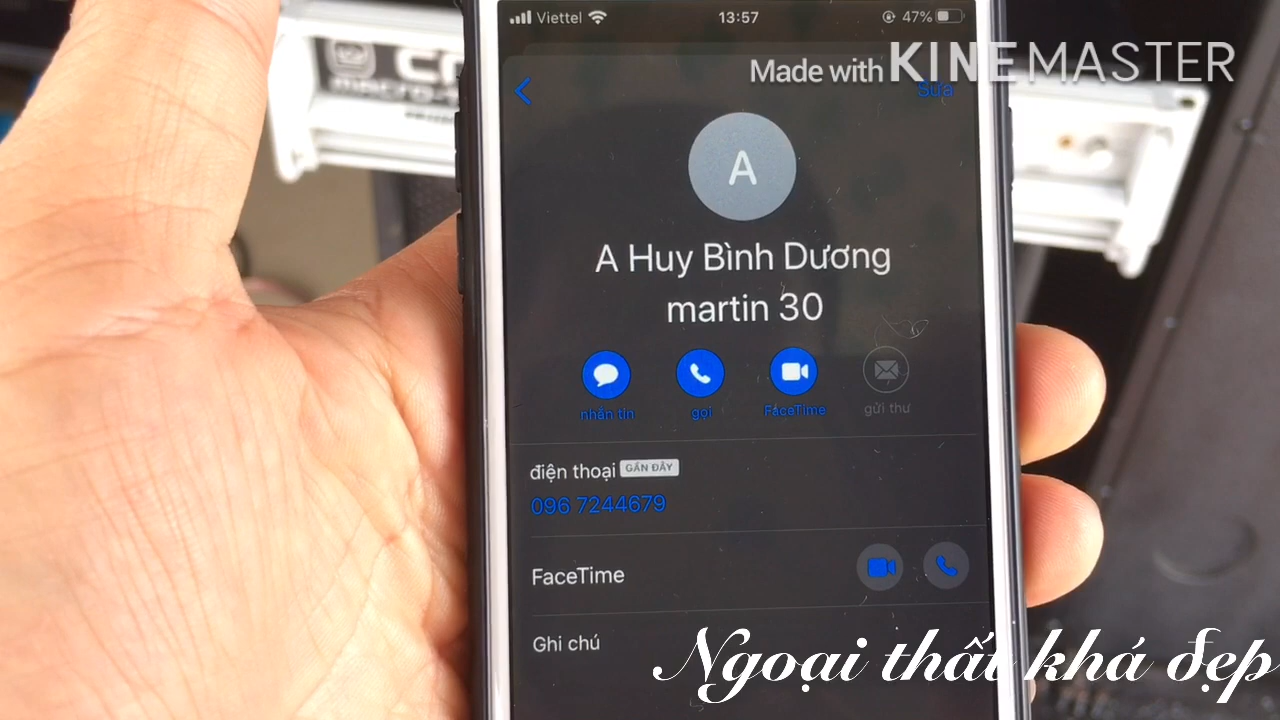 Viettel 13:57 47%
Made with KINEMASTER
Sửa
A
A Huy Bình Dương
martin 30
nhắn tin gọi FaceTime gửi thư
điện thoại GẦN ĐÂY
096 7244679
FaceTime
Ghi chú
Ngoại thất khá đẹp